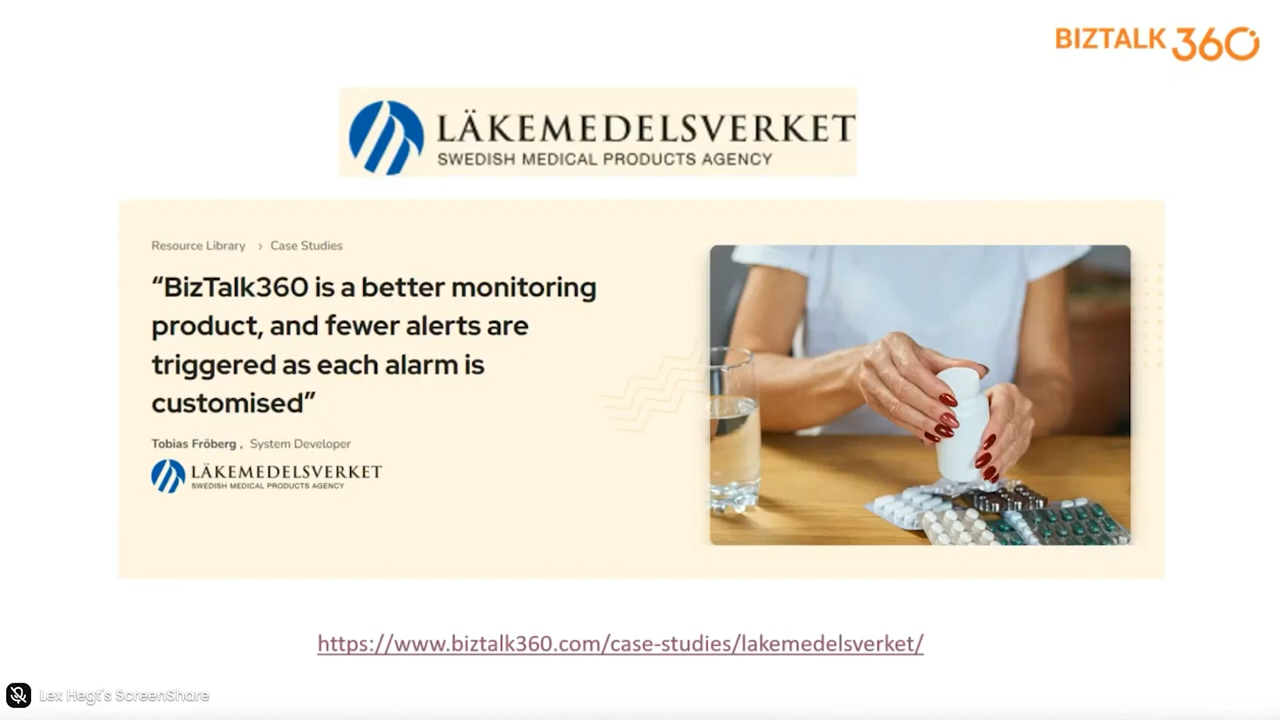 BIZTALK 360
LÄKEMEDELSVERKET
SWEDISH MEDICAL PRODUCTS AGENCY
Resource Library › Case Studies
“BizTalk360 is a better monitoring
product, and fewer alerts are
triggered as each alarm is
customised”
Tobias Fröberg , System Developer
LÄKEMEDELSVERKET
SWEDISH MEDICAL PRODUCTS AGENCY
https://www.biztalk360.com/case-studies/lakemedelsverket/
Lex Hegt's ScreenShare